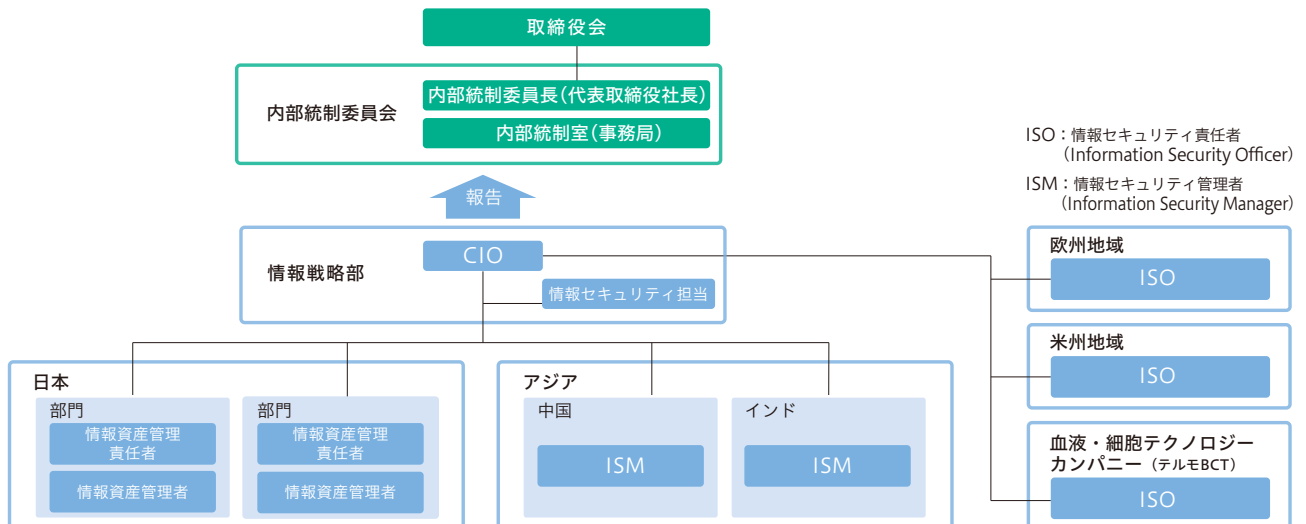 取締役会
内部統制委員会
内部統制委員長(代表取締役社長)
内部統制室(事務局)
報告
ISO:情報セキュリティ責任者
(Information Security Officer)
ISM:情報セキュリティ管理者
(Information Security Manager)
情報戦略部
CIO
情報セキュリティ担当
欧州地域
ISO
米州地域
ISO
血液・細胞テクノロジー
カンパニー(テルモBCT)
ISO
日本
部門
情報資産管理
責任者
情報資産管理者
部門
情報資産管理
責任者
情報資産管理者
アジア
中国
ISM
インド
ISM